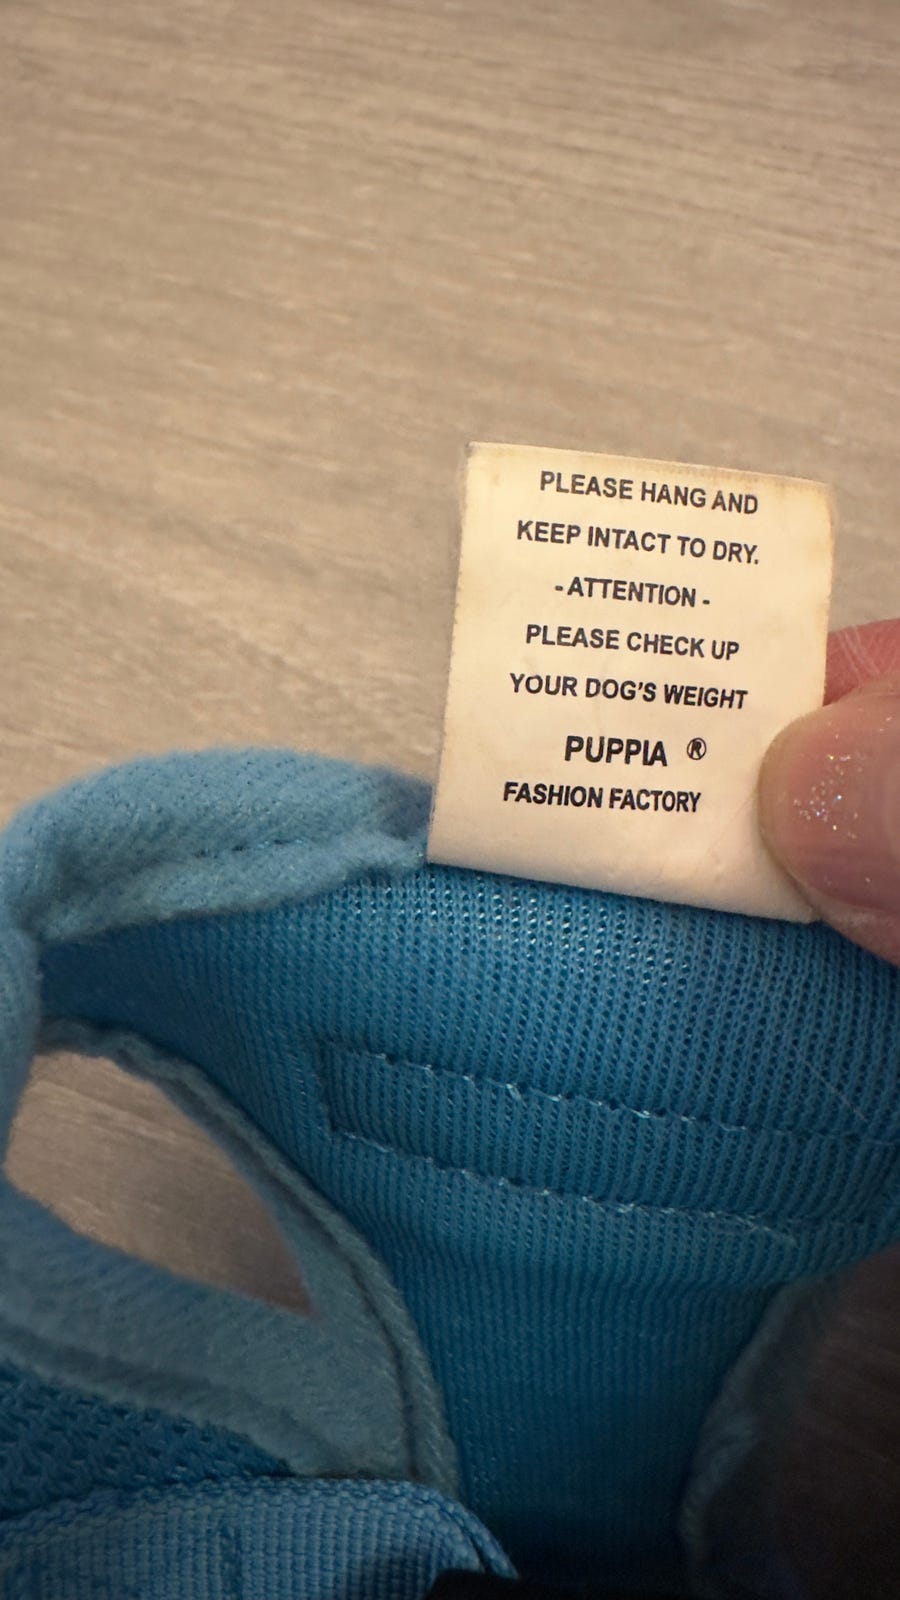 PLEASE HANG AND
KEEP INTACT TO DRY.
- ATTENTION -
PLEASE CHECK UP
YOUR DOG'S WEIGHT
PUPPIA ®
FASHION FACTORY